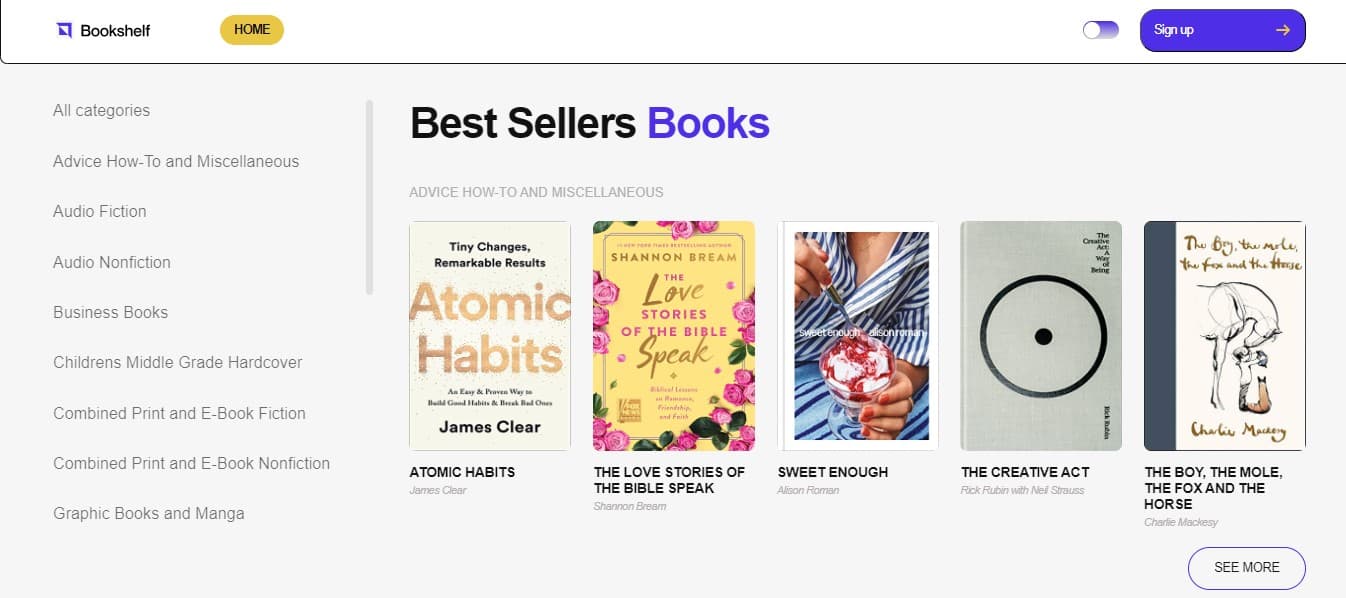 Bookshelf
HOME
Sign up
All categories
Advice How-To and Miscellaneous
Audio Fiction
Audio Nonfiction
Business Books
Childrens Middle Grade Hardcover
Combined Print and E-Book Fiction
Combined Print and E-Book Nonfiction
Graphic Books and Manga
Best Sellers Books
ADVICE HOW-TO AND MISCELLANEOUS
Tiny Changes,
Remarkable Results
Atomic
Habits
An Easy & Proven Way to
Build Good Habits & Break Bad Ones
James Clear
ATOMIC HABITS
James Clear
#1 NEW YORK TIMES BESTSELLING AUTHOR
SHANNON BREAM
THE
Love
STORIES
OF THE BIBLE
Speak
Biblical Lessons
on Romance,
Friendship,
and Faith
THE LOVE STORIES OF
THE BIBLE SPEAK
Shannon Bream
sweet enough alison roman
SWEET ENOUGH
Alison Roman
The
Creative
Act:
A
Way
of
Being
Rick Rubin
THE CREATIVE ACT
Rick Rubin with Neil Strauss
The Boy, the mole,
the fox and the Horse
Charlie Mackesy
THE BOY, THE MOLE,
THE FOX AND THE
HORSE
Charlie Mackesy
SEE MORE